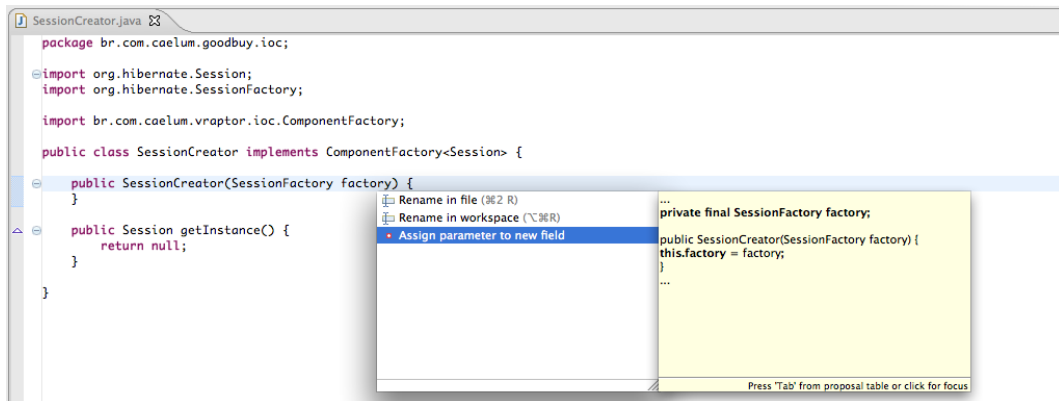 SessionCreator.java
package br.com.caelum.goodbuy.ioc;
import org.hibernate.Session;
import org.hibernate.SessionFactory;
import br.com.caelum.vraptor.ioc.ComponentFactory;
public class SessionCreator implements ComponentFactory<Session> {
public SessionCreator(SessionFactory factory) {
}
public Session getInstance() {
return null;
}
}
Rename in file (⌘2 R)
Rename in workspace (⌥⌘R)
Assign parameter to new field
...
private final SessionFactory factory;
public SessionCreator(SessionFactory factory) {
this.factory = factory;
}
...
Press 'Tab' from proposal table or click for focus